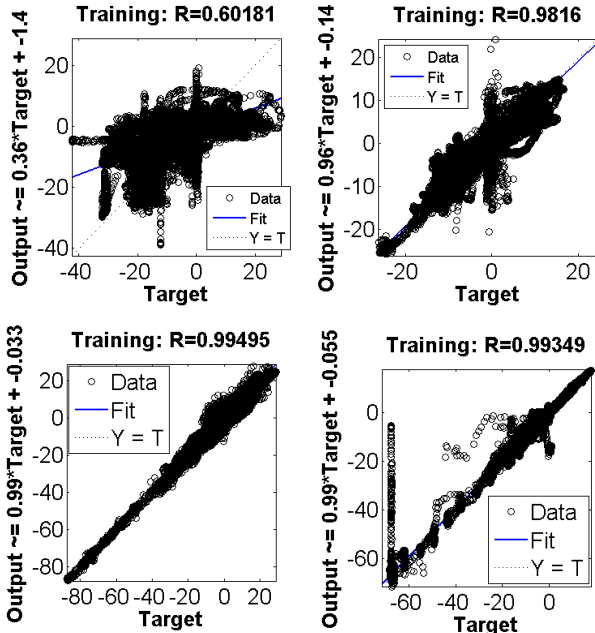 Training: R=0.60181
Output ~= 0.36*Target + -1.4
20
0
-20
-40
Data
Fit
Y = T
-40 -20 0 20
Target
Training: R=0.9816
Output ~= 0.96*Target + -0.14
20
10
0
-10
-20
Data
Fit
Y = T
-20 0 20
Target
Training: R=0.99495
Output ~= 0.99*Target + -0.033
20
0
-20
-40
-60
-80
Data
Fit
Y = T
-80 -60 -40 -20 0 20
Target
Training: R=0.99349
Output ~= 0.99*Target + -0.055
0
-20
-40
-60
Data
Fit
Y = T
-60 -40 -20 0
Target